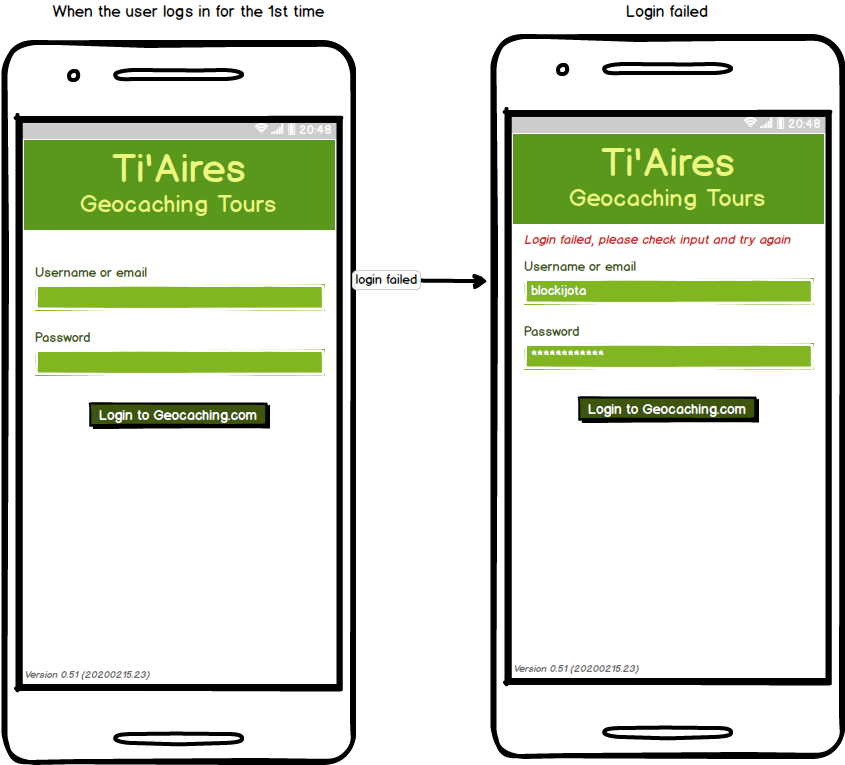 When the user logs in for the 1st time
20:48
Ti'Aires
Geocaching Tours
Username or email
Password
Login to Geocaching.com
Version 0.51 (20200215.23)
login failed
Login failed
20:48
Ti'Aires
Geocaching Tours
Login failed, please check input and try again
Username or email
blockijota
Password
************
Login to Geocaching.com
Version 0.51 (20200215.23)